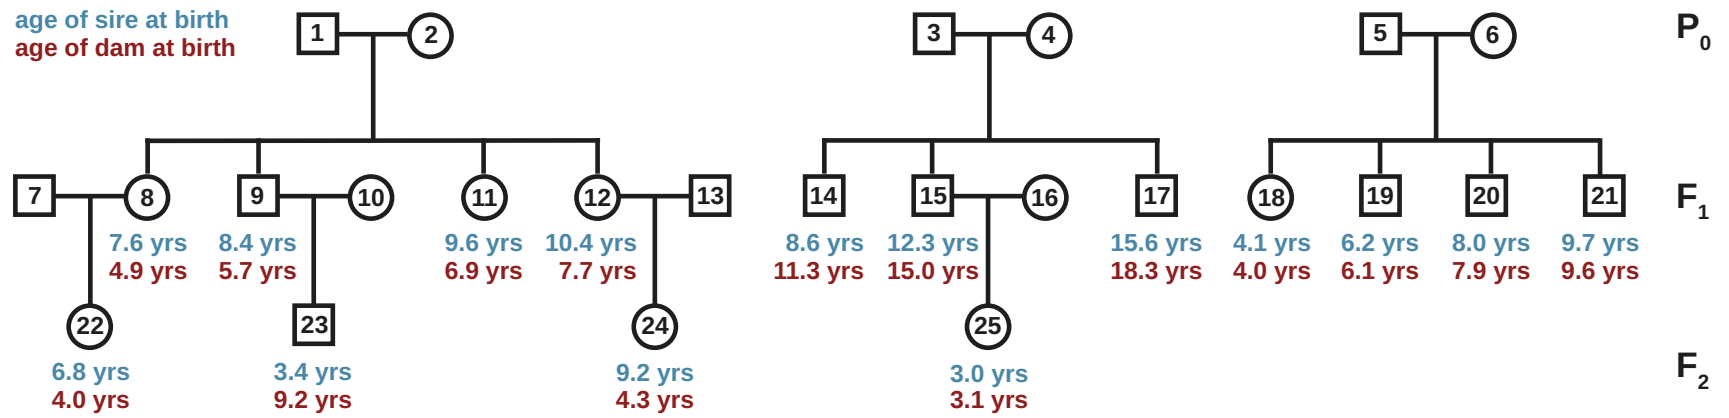 age of sire at birth
age of dam at birth
1 2 3 4 5 6 P0
7 8 9 10 11 12 13 14 15 16 17 18 19 20 21 F1
7.6 yrs 8.4 yrs 9.6 yrs 10.4 yrs 8.6 yrs 12.3 yrs 15.6 yrs 4.1 yrs 6.2 yrs 8.0 yrs 9.7 yrs
4.9 yrs 5.7 yrs 6.9 yrs 7.7 yrs 11.3 yrs 15.0 yrs 18.3 yrs 4.0 yrs 6.1 yrs 7.9 yrs 9.6 yrs
22 23 24 25
F2
6.8 yrs 3.4 yrs 9.2 yrs 3.0 yrs
4.0 yrs 9.2 yrs 4.3 yrs 3.1 yrs